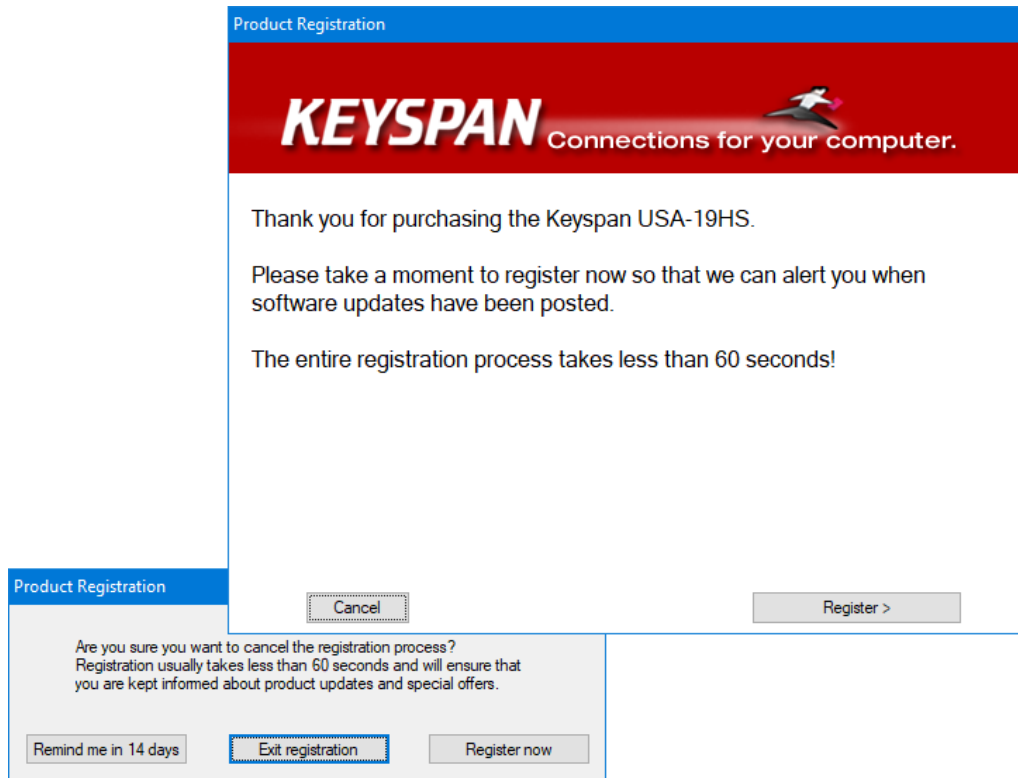 Product Registration
KEYSPAN Connections for your computer.
Thank you for purchasing the Keyspan USA-19HS.
Please take a moment to register now so that we can alert you when
software updates have been posted.
The entire registration process takes less than 60 seconds!
Cancel
Register >
Product Registration
Are you sure you want to cancel the registration process?
Registration usually takes less than 60 seconds and will ensure that
you are kept informed about product updates and special offers.
Remind me in 14 days
Exit registration
Register now